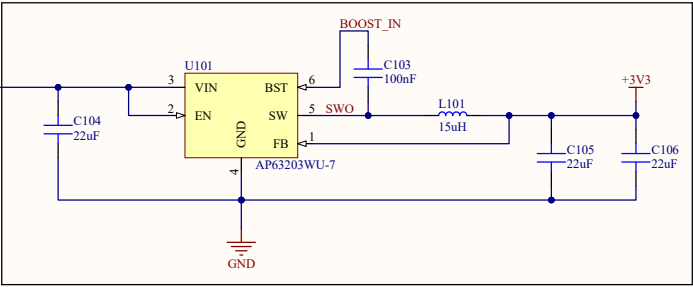 BOOST_IN
U101
C103
100nF
3
VIN
BST
6
+3V3
2
EN
SW
5
SWO
L101
15uH
C104
22uF
GND
FB
1
C105
22uF
C106
22uF
4
AP63203WU-7
GND